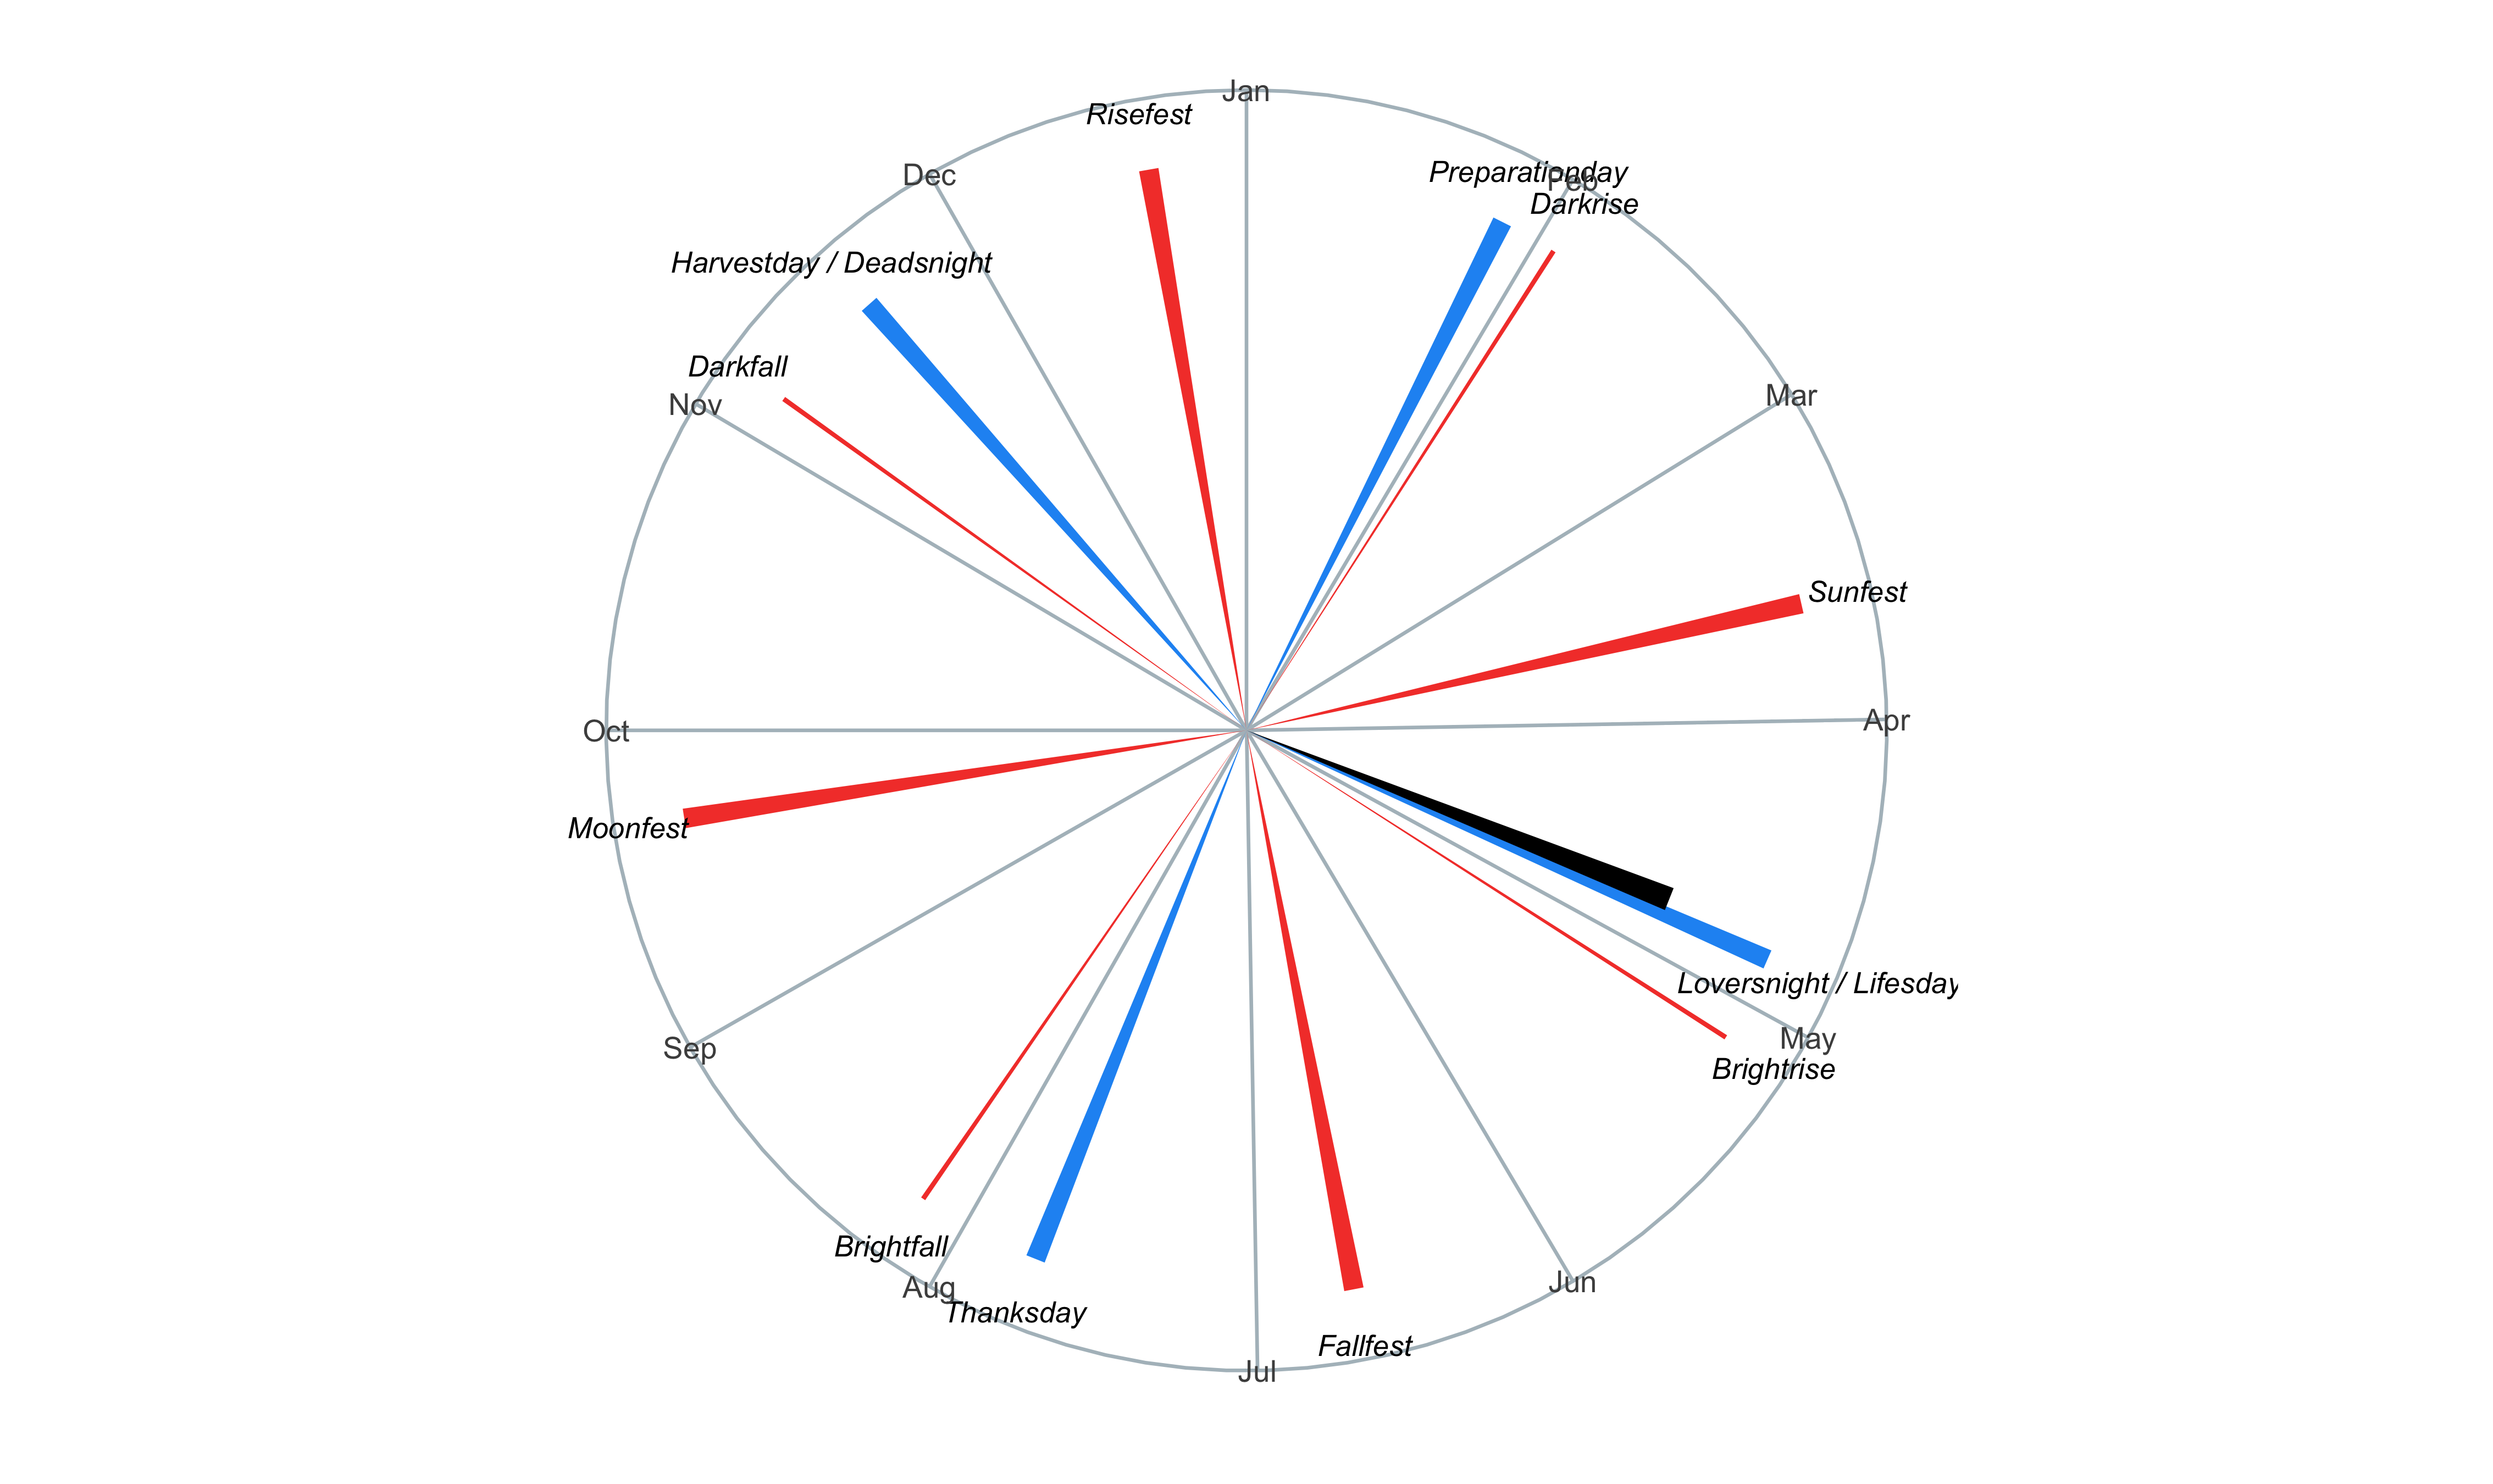 Jan
Risefest
Preparationday
Feb
Dec
Darkrise
Harvestday / Deadsnight
Darkfall
Mar
Nov
Sunfest
Apr
Oct
Moonfest
Loversnight / Lifesday
May
Sep
Brightrise
Brightfall
Jun
Aug
Thanksday
Fallfest
Jul